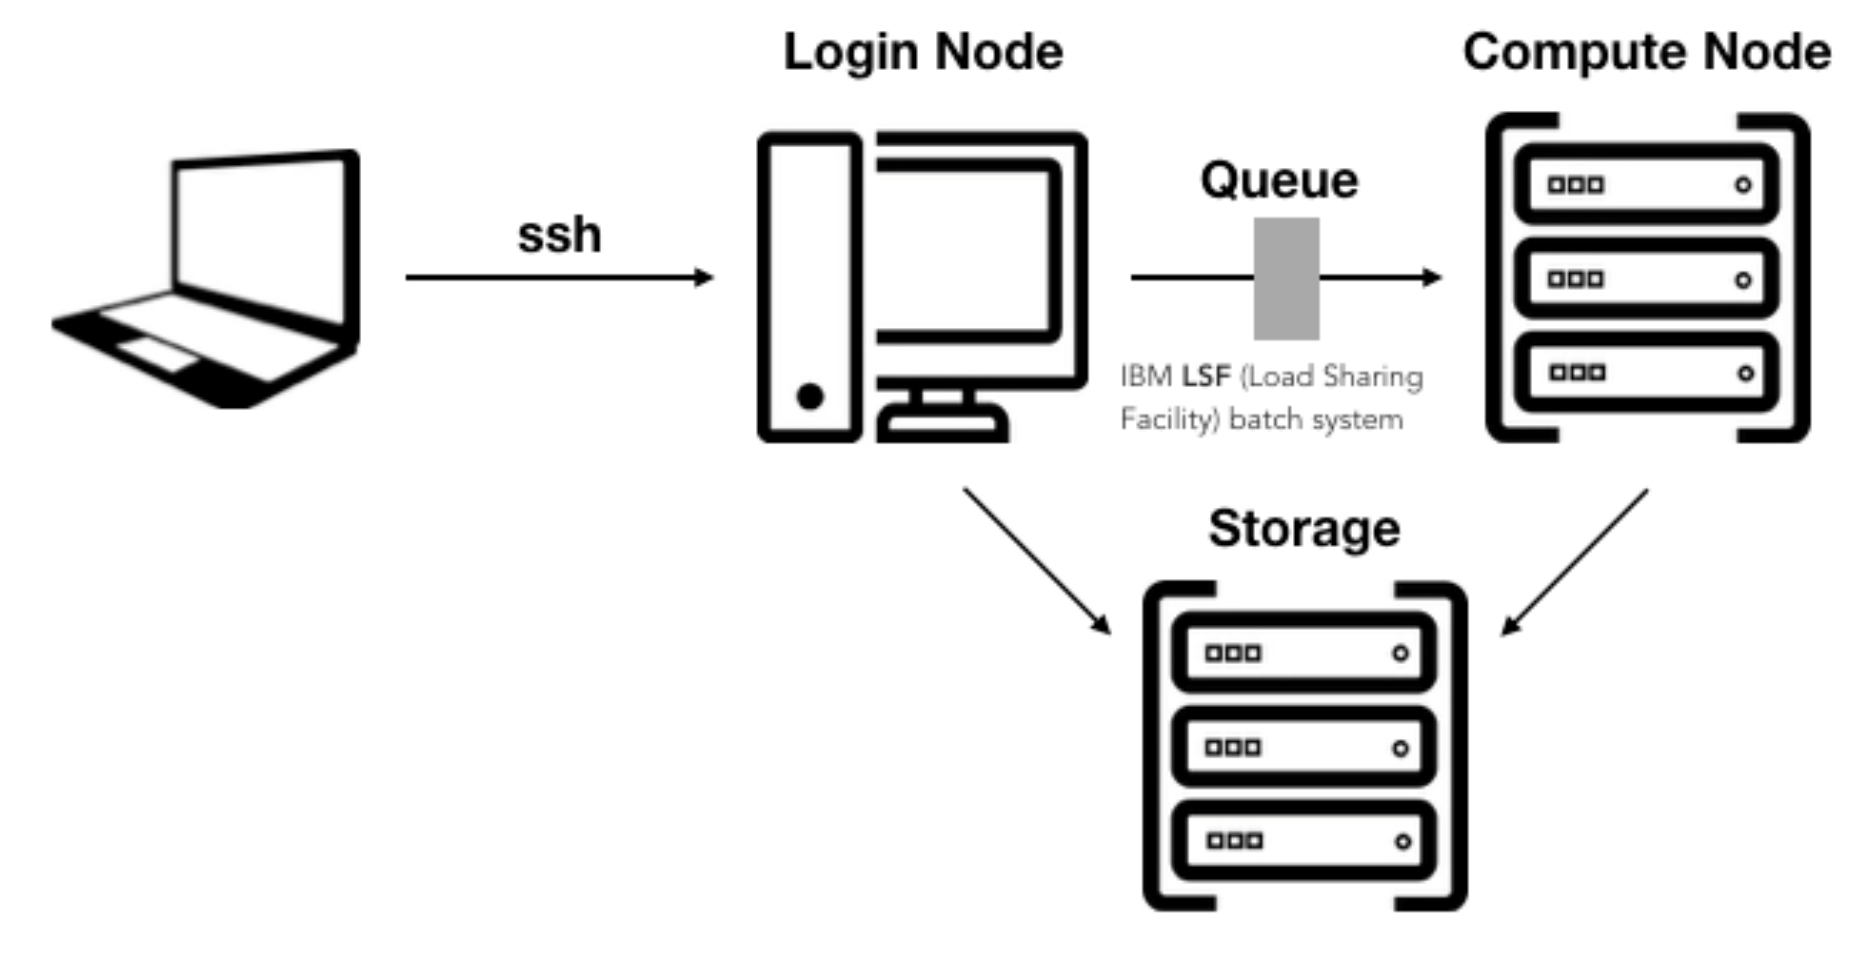 Login Node
Compute Node
ssh
Queue
IBM LSF (Load Sharing
Facility) batch system
Storage